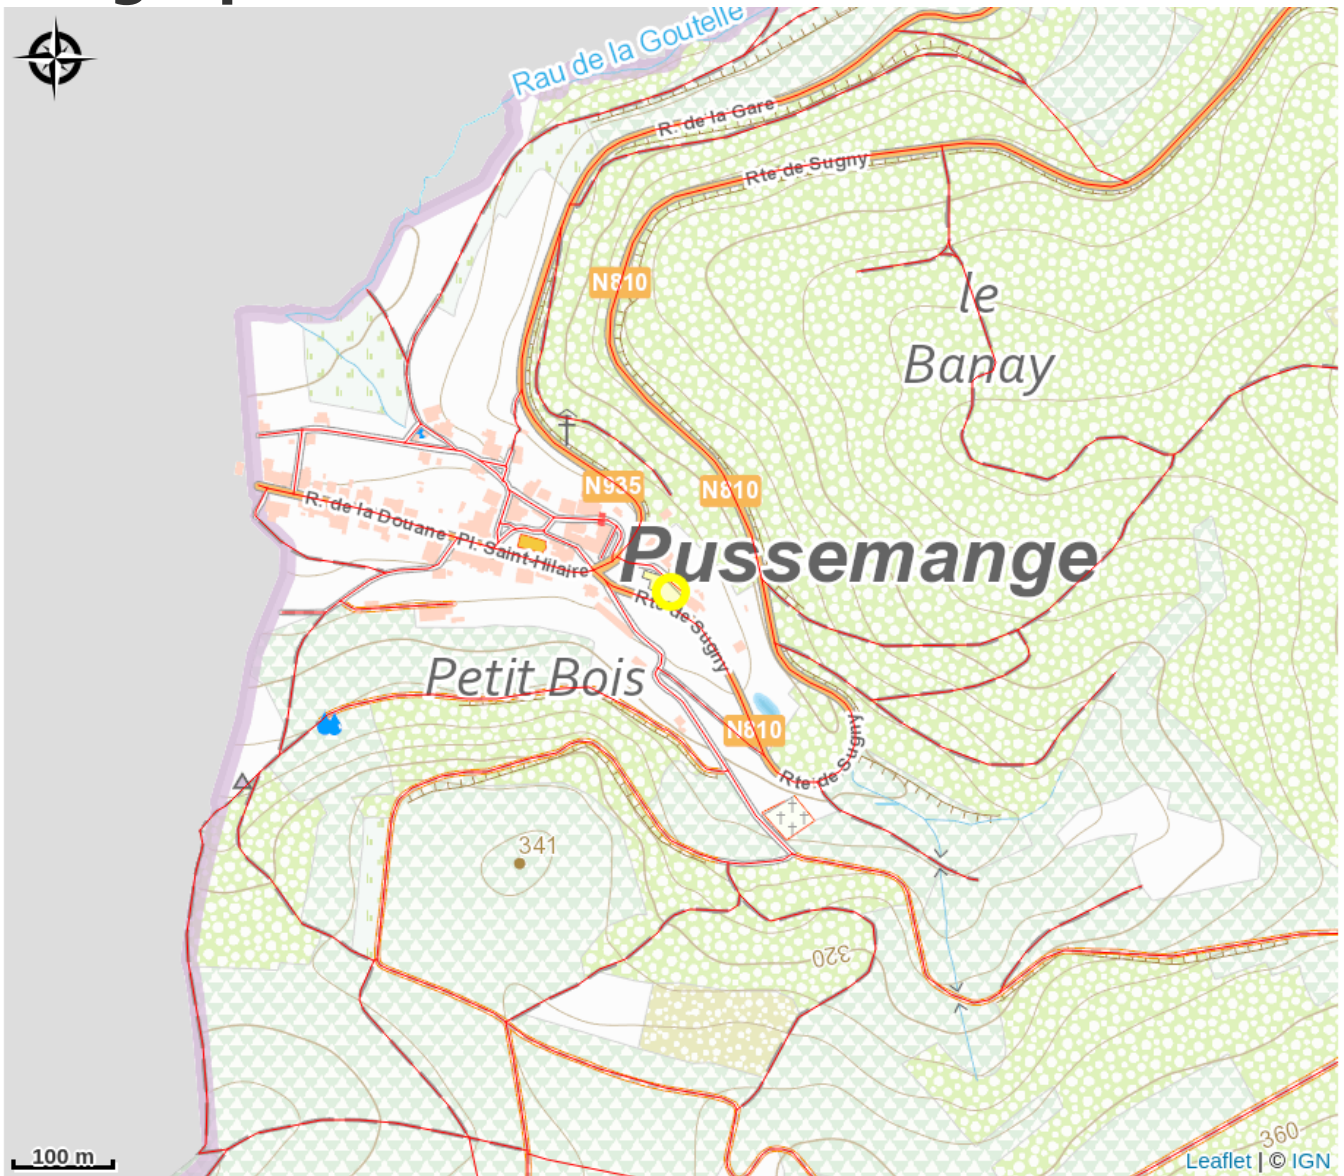 Rau de la Goutelle
R. de la Gare
Rte de Sugny
N810
le
Banay
N935
N810
R. de la Douane
Pl. Saint-Hilaire
Pussemange
Rte de Sugny
Petit Bois
N810
Rte de Sugny
341
320
360
100 m
Leaflet | © IGN